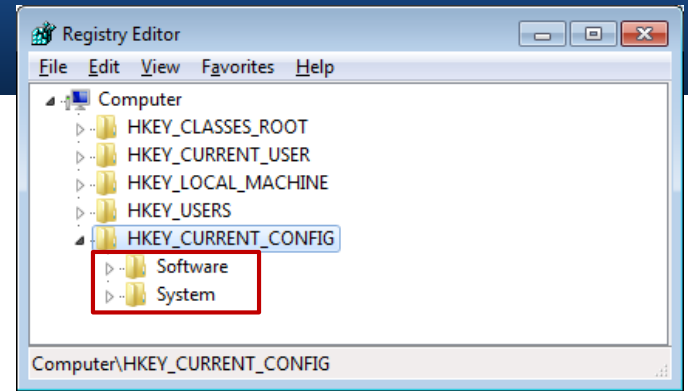 Registry Editor
File Edit View Favorites Help
Computer
HKEY_CLASSES_ROOT
HKEY_CURRENT_USER
HKEY_LOCAL_MACHINE
HKEY_USERS
HKEY_CURRENT_CONFIG
Software
System
Computer\HKEY_CURRENT_CONFIG